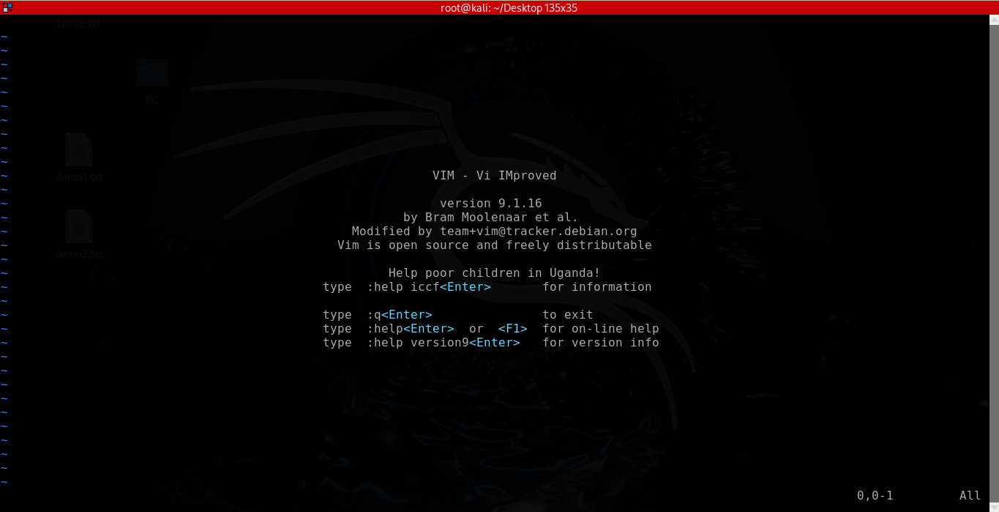 root@kali: ~/Desktop 135x35
txtfile.txt
~
~
~
~
~
PC
~
~
~
~
~
demo1.txt
~ VIM - Vi IMproved
~
~ version 9.1.16
~ by Bram Moolenaar et al.
~ Modified by team+vim@tracker.debian.org
~ Vim is open source and freely distributable
demo2.txt
~
~ Help poor children in Uganda!
~ type :help iccf<Enter> for information
~
~ type :q<Enter> to exit
~ type :help<Enter> or <F1> for on-line help
~ type :help version9<Enter> for version info
~
~
~
~
~
~
~
~
~
~
0,0-1 All